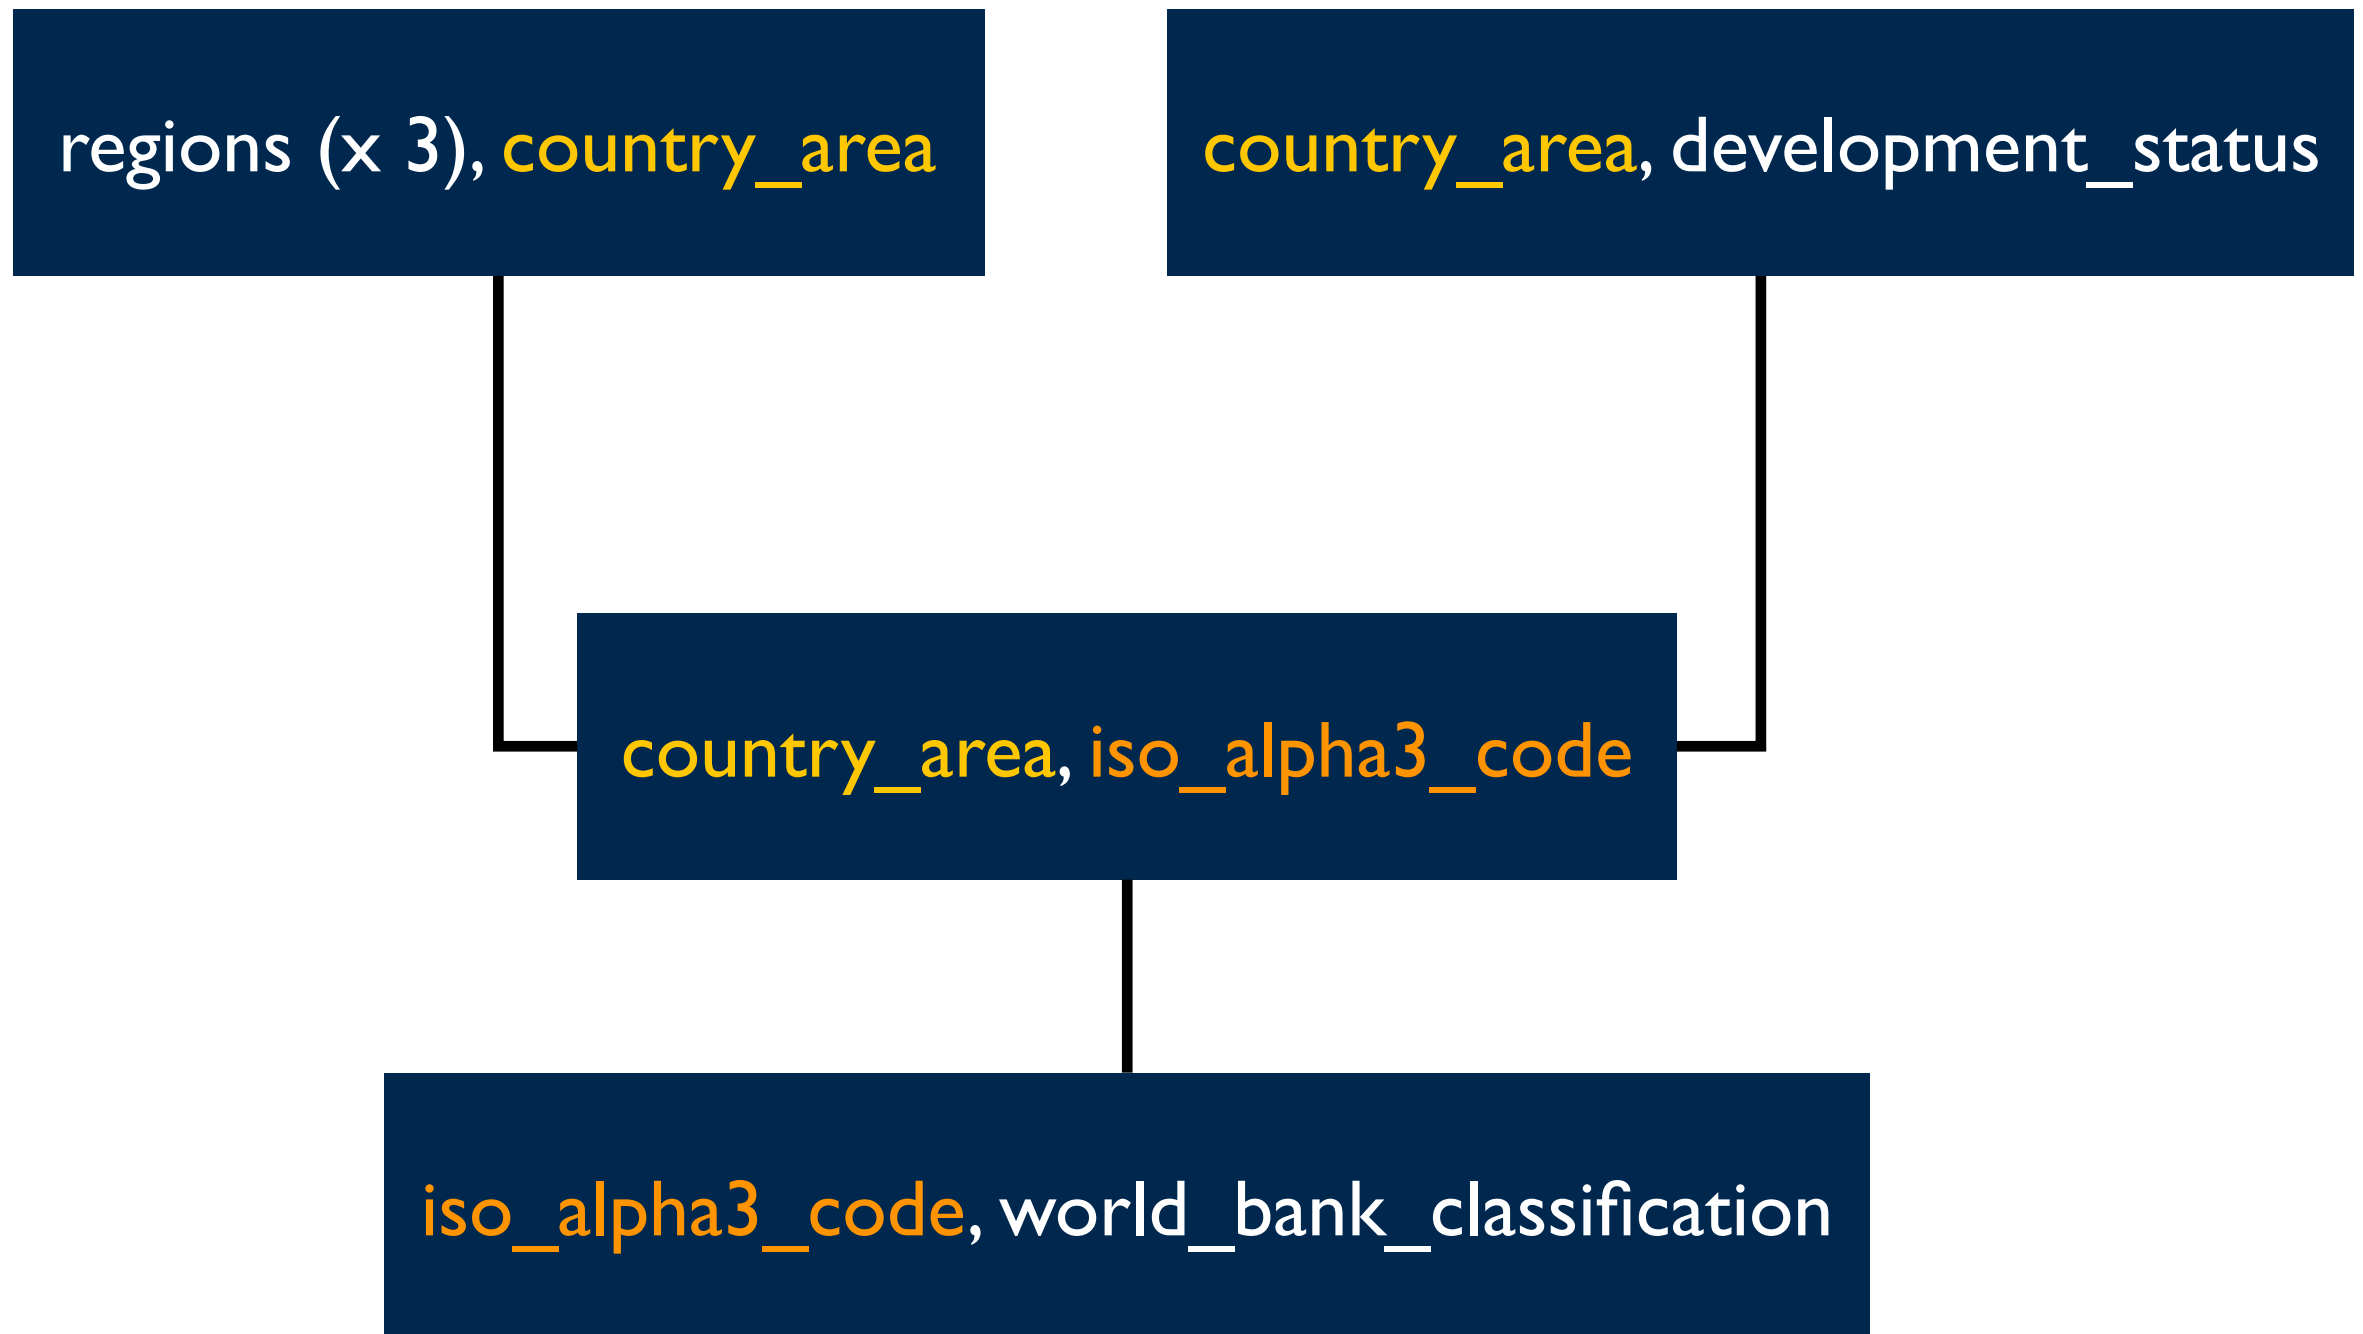 regions (x 3), country_area
country_area, development_status
country_area, iso_alpha3_code
iso_alpha3_code, world_bank_classification